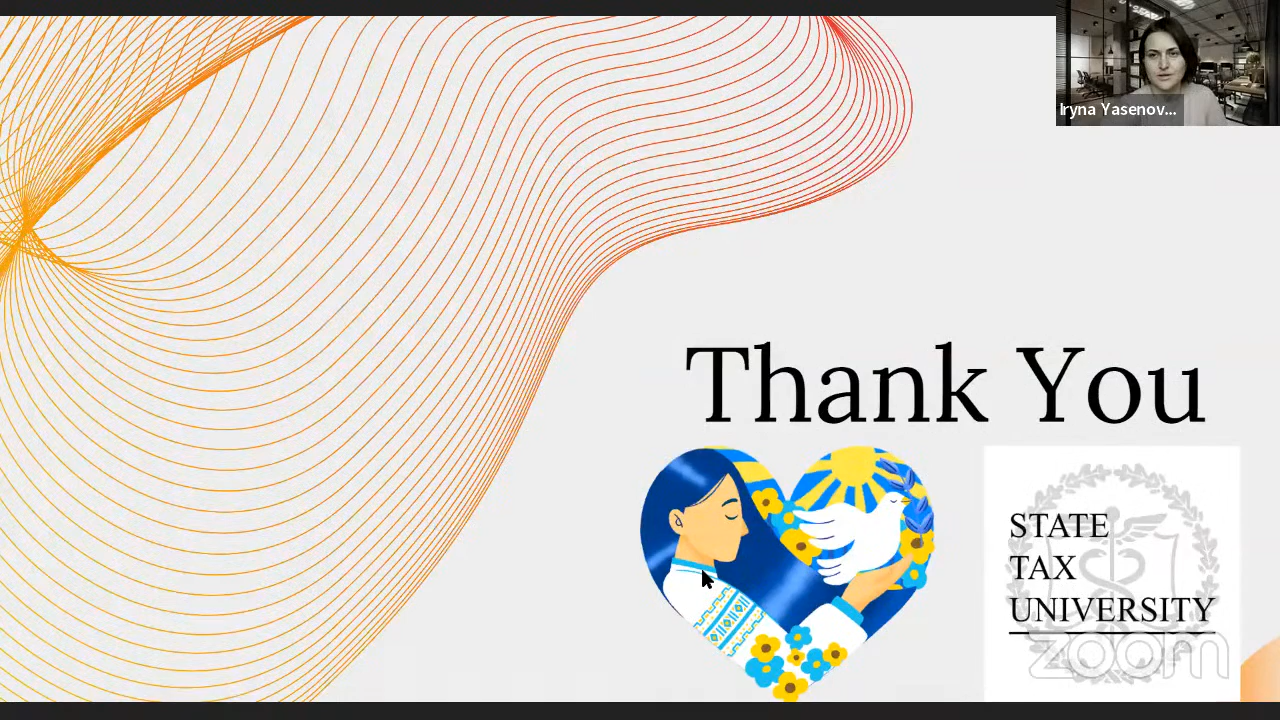 Iryna Yasenov...
Thank You
STATE
TAX
UNIVERSITY
zoom